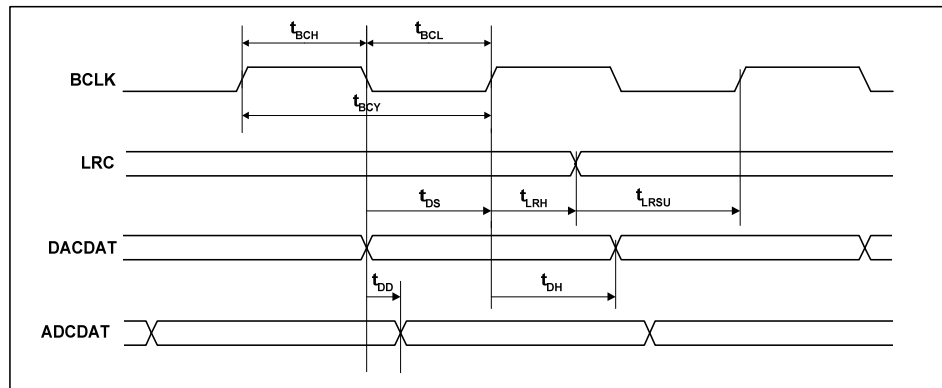 tBCH tBCL
BCLK
tBCY
LRC
tDS tLRH tLRSU
DACDAT
tDD tDH
ADCDAT